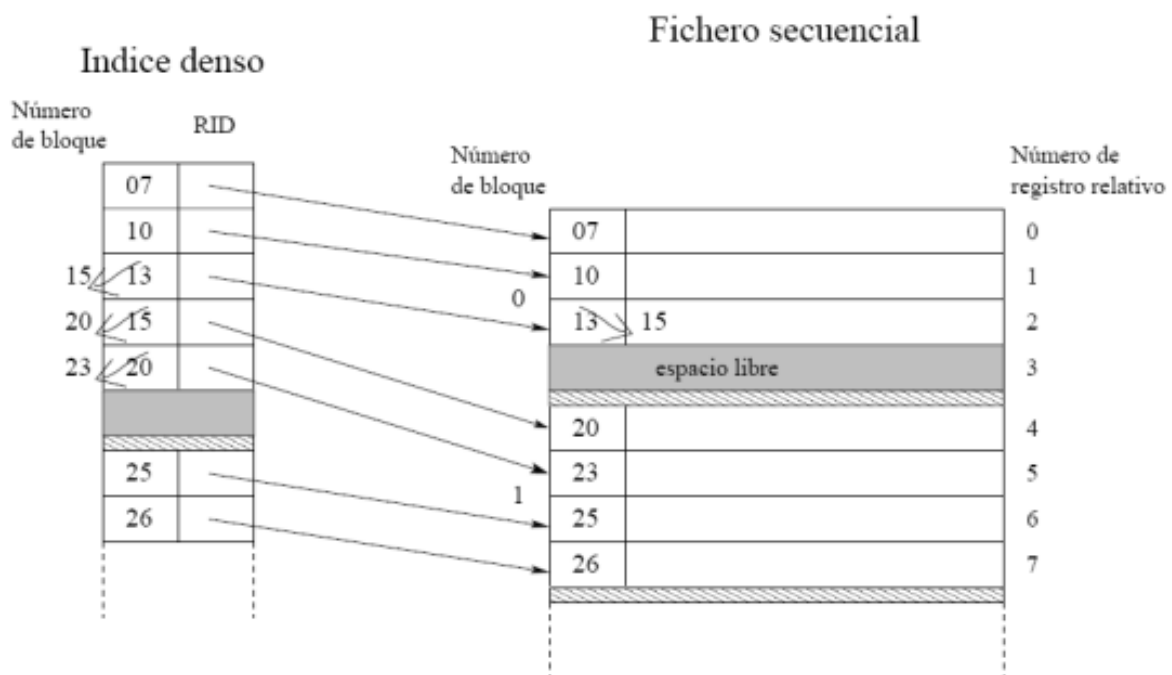 Fichero secuencial
Indice denso
Número
de bloque
RID
Número
de bloque
Número de
registro relativo
07
10
15 13
20 15
23 20
25
26
07 0
0
10 1
13 15 2
espacio libre 3
20 4
23 5
1
25 6
26 7